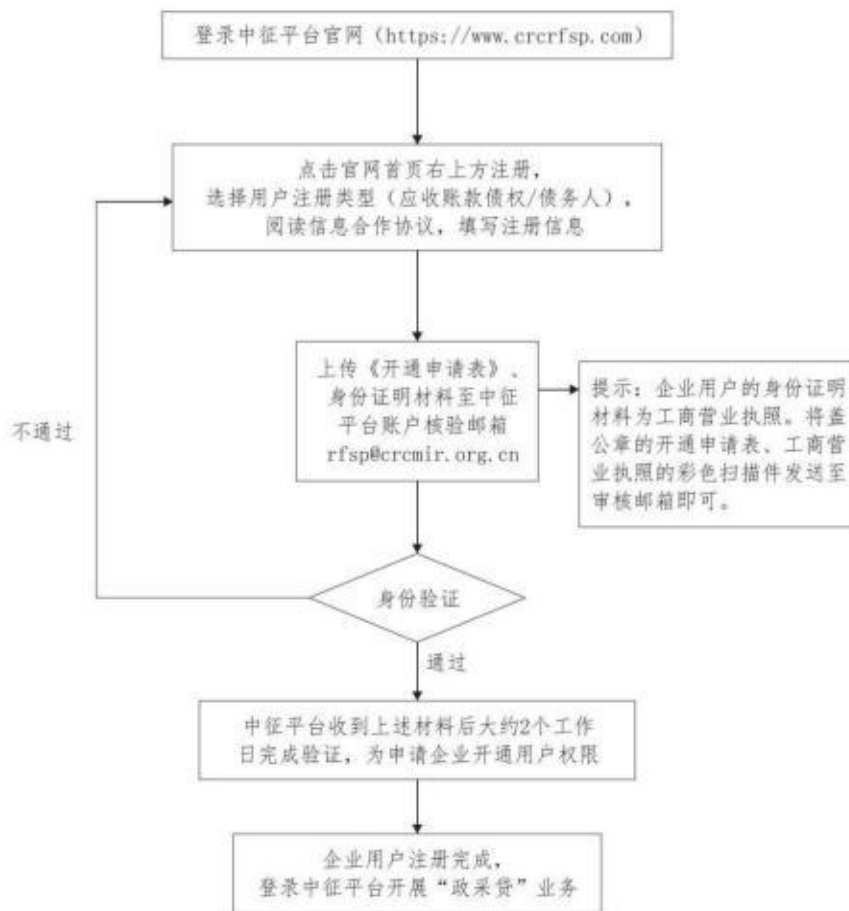 登录中征平台官网（https://www.crcrfsp.com）
点击官网首页右上方注册，
选择用户注册类型（应收账款债权/债务人），
阅读信息合作协议，填写注册信息
上传《开通申请表》、
身份证明材料至中征
平台账户核验邮箱
rfsp@crcmir.org.cn
提示：企业用户的身份证明
材料为工商营业执照。将盖
公章的开通申请表、工商营
业执照的彩色扫描件发送至
审核邮箱即可。
不通过
身份验证
通过
中征平台收到上述材料后大约2个工作
日完成验证，为申请企业开通用户权限
企业用户注册完成，
登录中征平台开展“政采贷”业务